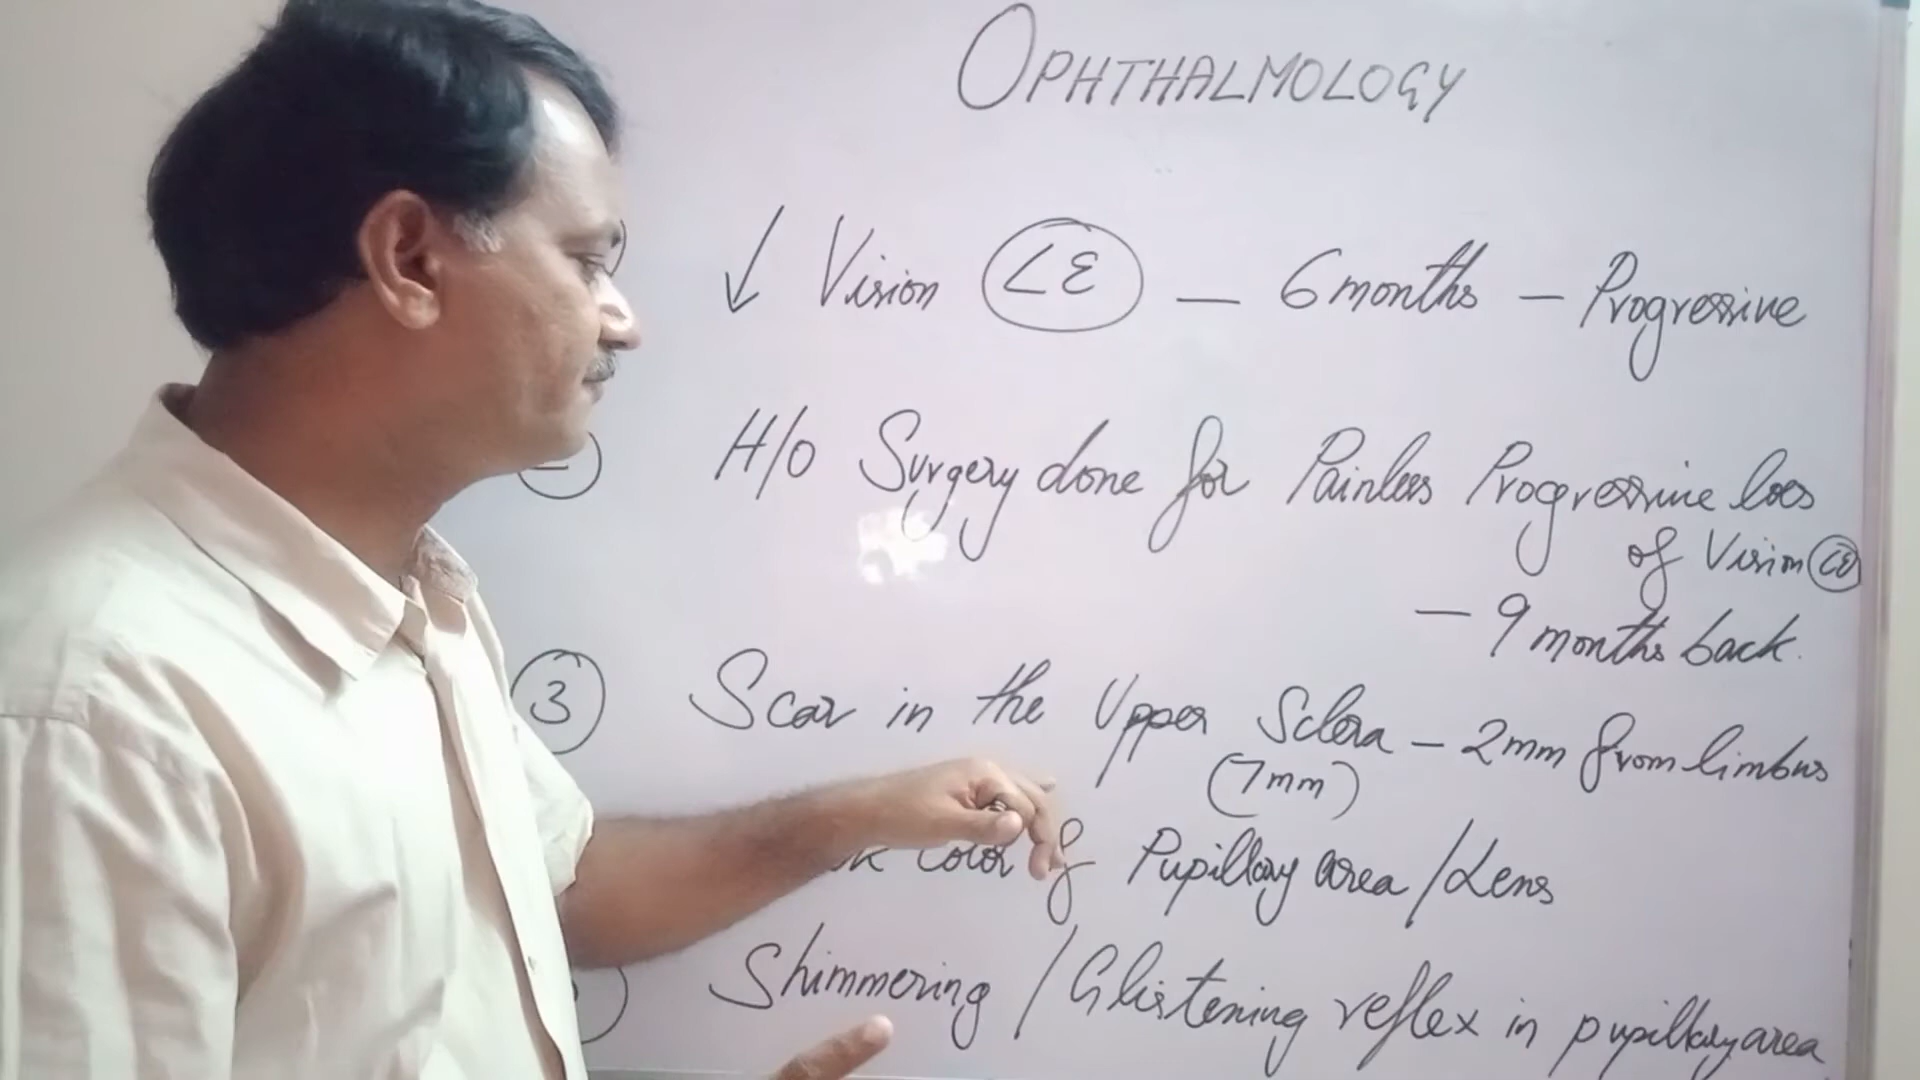 OPHTHALMOLOGY
↓ Vision LE — 6 months — Progressive
H/O Surgery done for Painless Progressive loss
of Vision LE
— 9 months back.
3 Scar in the Upper Sclera — 2mm from limbus
(7mm)
color of Pupillary area / Lens
Shimmering / Glistening reflex in pupillary area